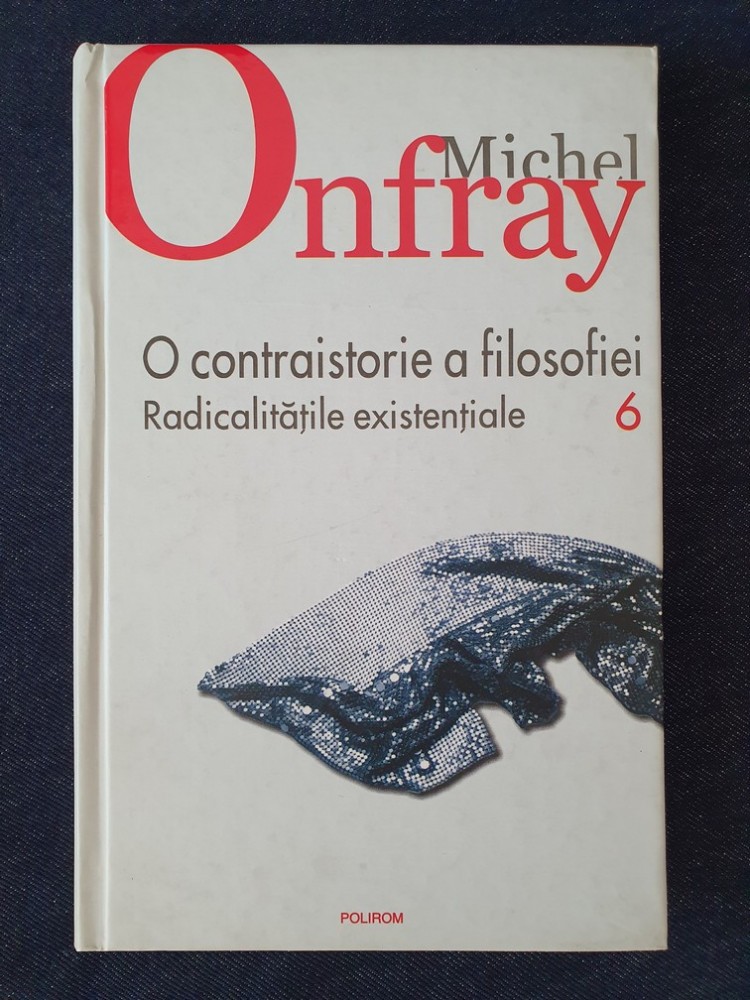 Michel
Onfray
O contraistorie a filosofiei
Radicalitățile existențiale 6
POLIROM